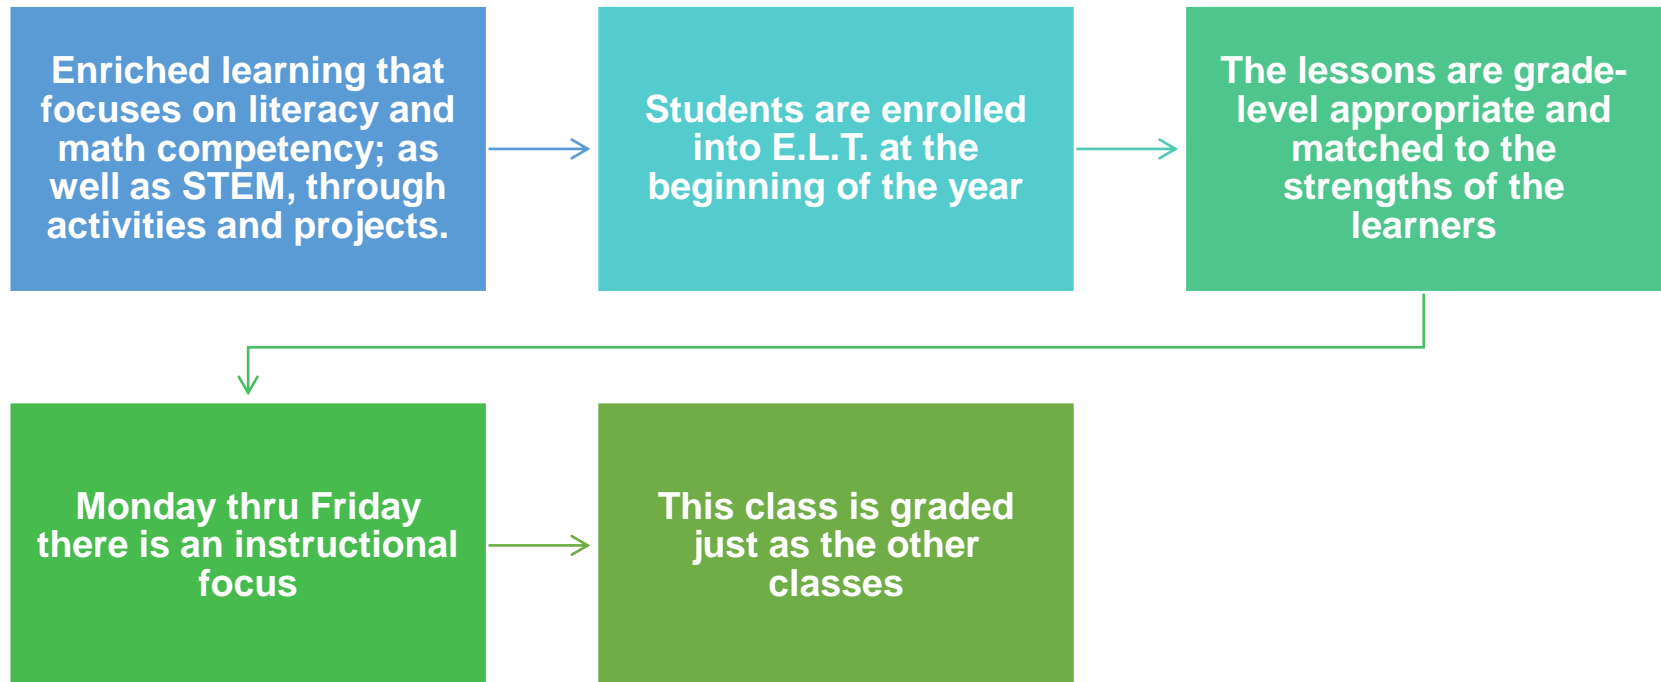 Enriched learning that
focuses on literacy and
math competency; as
well as STEM, through
activities and projects.
Students are enrolled
into E.L.T. at the
beginning of the year
The lessons are grade-
level appropriate and
matched to the
strengths of the
learners
Monday thru Friday
there is an instructional
focus
This class is graded
just as the other
classes